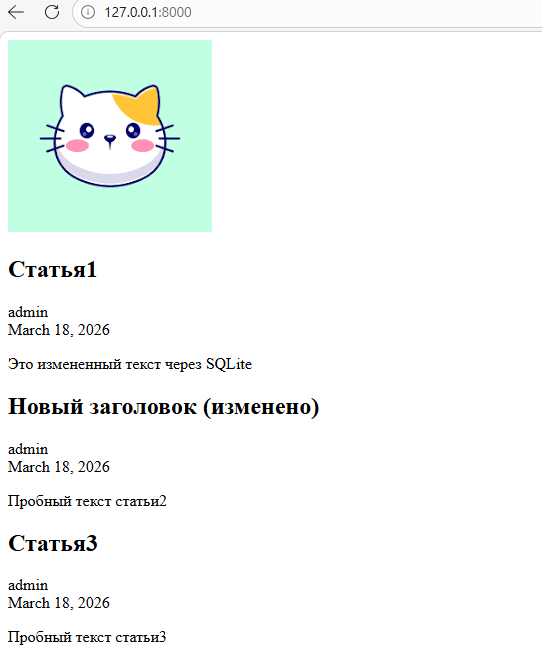 127.0.0.1:8000
Статья1
admin
March 18, 2026
Это измененный текст через SQLite
Новый заголовок (изменено)
admin
March 18, 2026
Пробный текст статьи2
Статья3
admin
March 18, 2026
Пробный текст статьи3